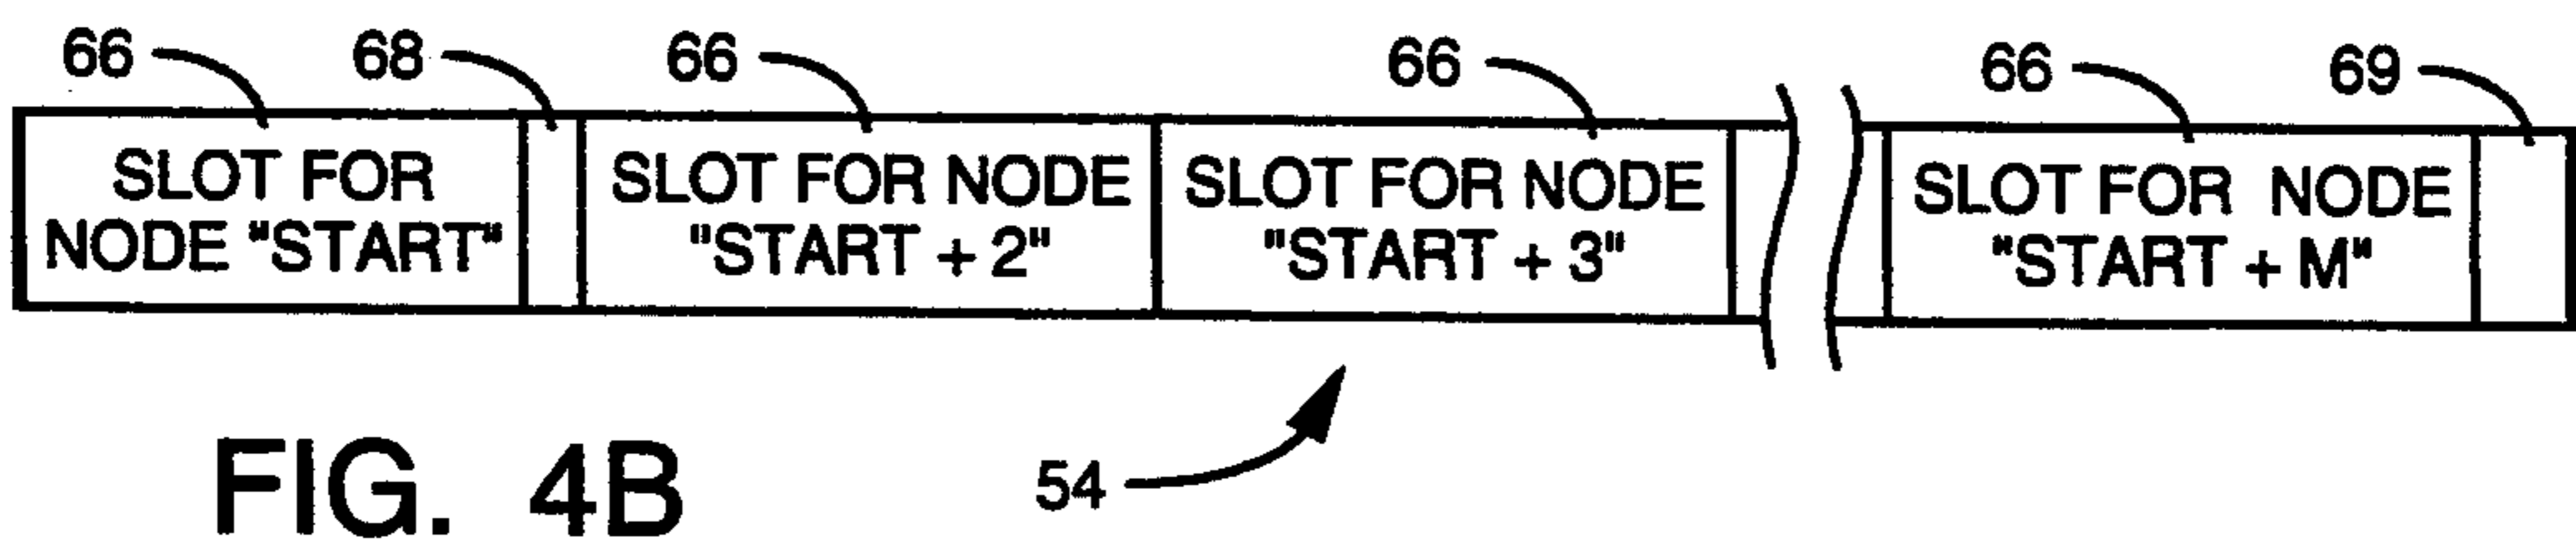 66 68 66 66 66 69
SLOT FOR NODE "START" SLOT FOR NODE "START + 2" SLOT FOR NODE "START + 3" SLOT FOR NODE "START + M"
54
FIG. 4B